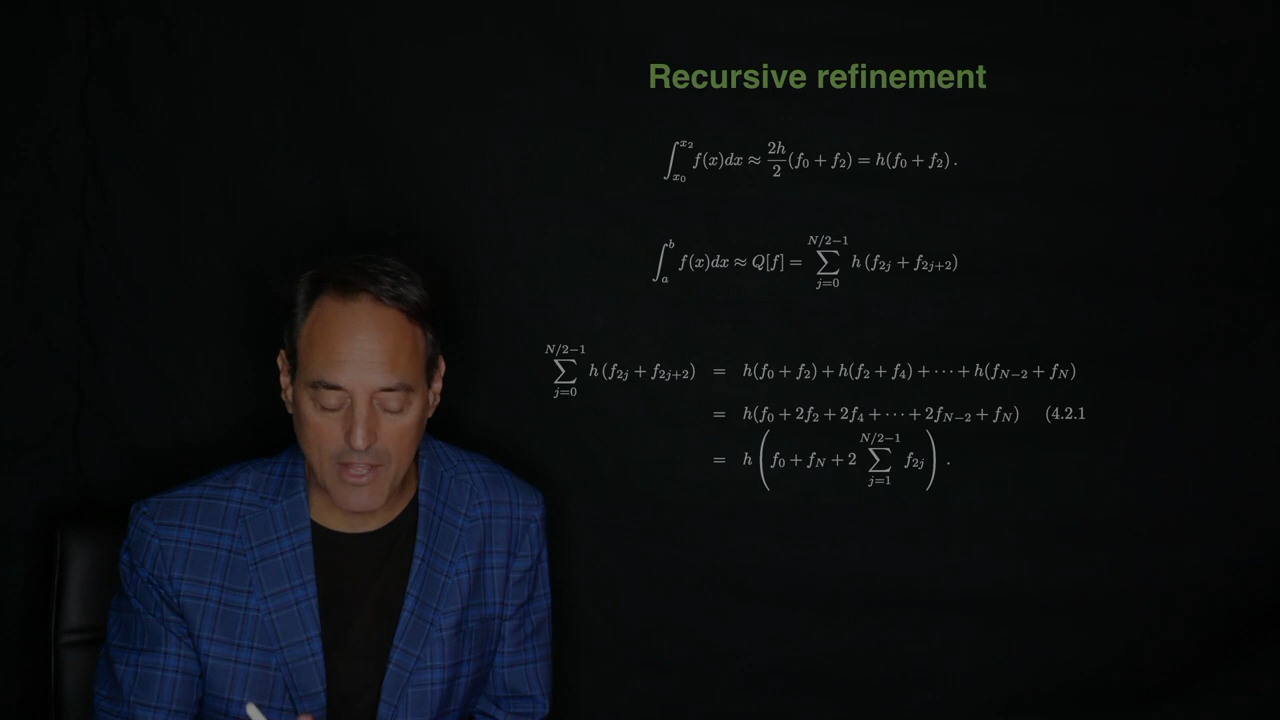 Recursive refinement
∫_{x_0}^{x_2} f(x)dx ≈ \frac{2h}{2}(f_0 + f_2) = h(f_0 + f_2) .
∫_a^b f(x)dx ≈ Q[f] = ∑_{j=0}^{N/2−1} h (f_{2j} + f_{2j+2})
∑_{j=0}^{N/2−1} h (f_{2j} + f_{2j+2}) = h(f_0 + f_2) + h(f_2 + f_4) + ··· + h(f_{N−2} + f_N)
= h(f_0 + 2f_2 + 2f_4 + ··· + 2f_{N−2} + f_N) (4.2.1
= h ( f_0 + f_N + 2 ∑_{j=1}^{N/2−1} f_{2j} ) .